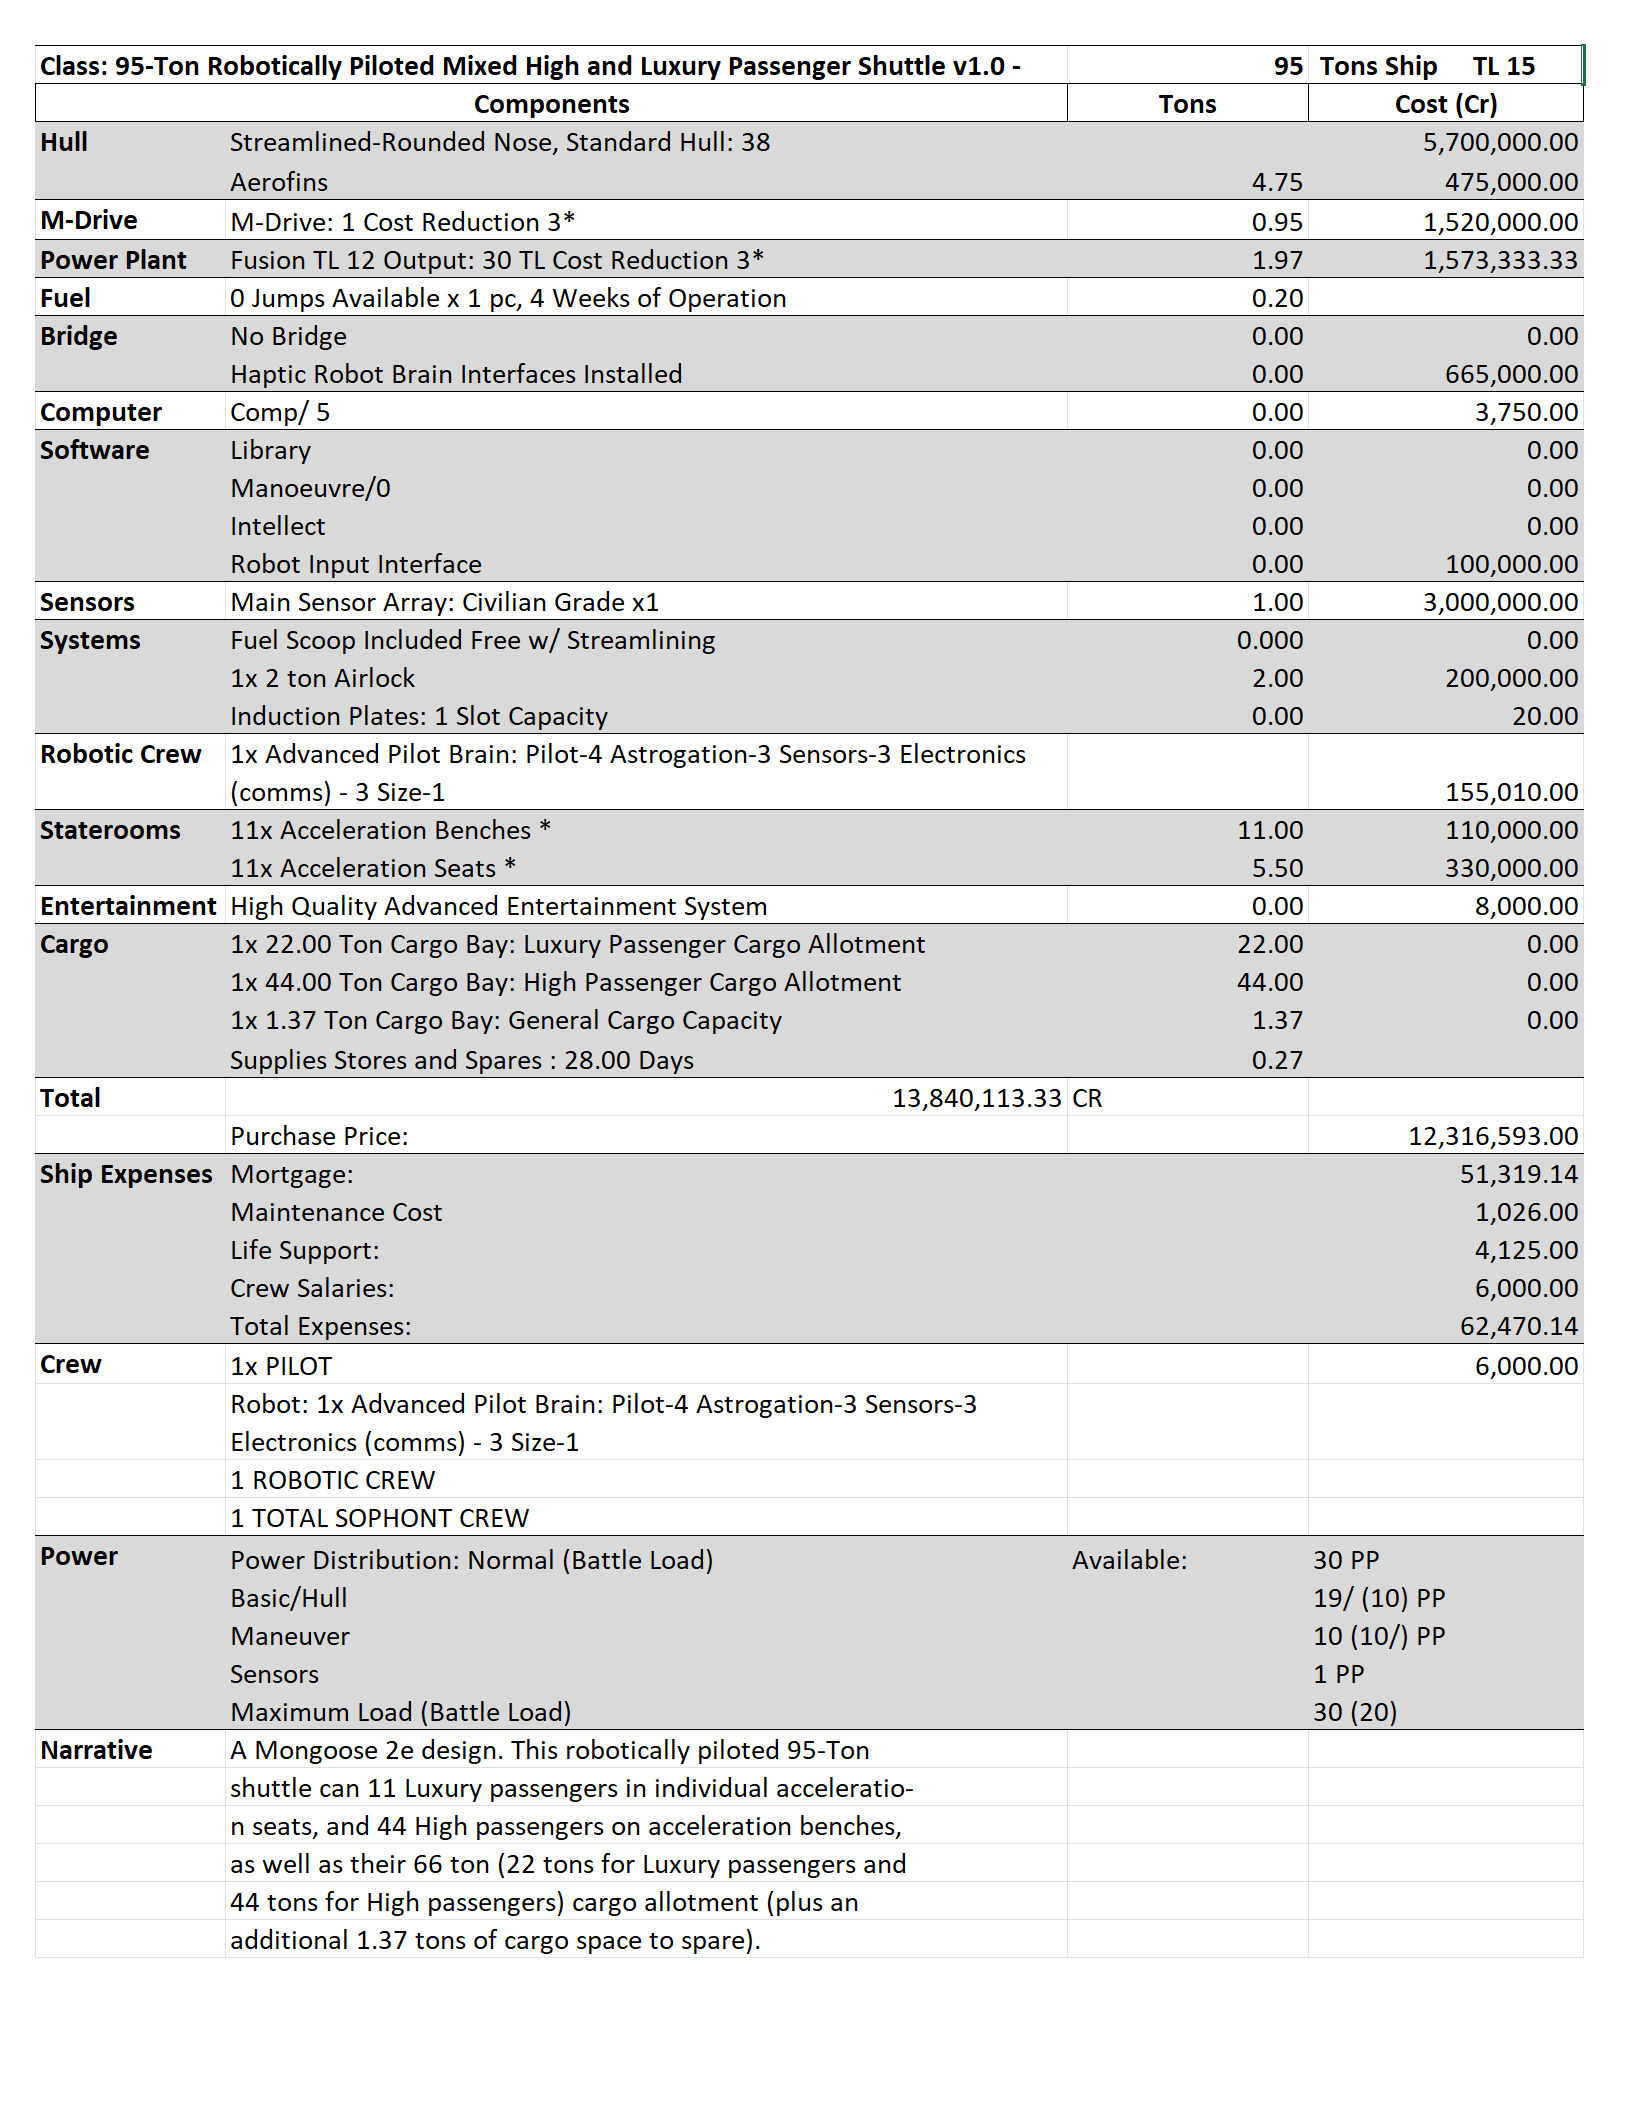 Class: 95-Ton Robotically Piloted Mixed High and Luxury Passenger Shuttle v1.0 - 95 Tons Ship TL 15
Components Tons Cost (Cr)
Hull Streamlined-Rounded Nose, Standard Hull: 38 5,700,000.00
Aerofins 4.75 475,000.00
M-Drive M-Drive: 1 Cost Reduction 3* 0.95 1,520,000.00
Power Plant Fusion TL 12 Output: 30 TL Cost Reduction 3* 1.97 1,573,333.33
Fuel 0 Jumps Available x 1 pc, 4 Weeks of Operation 0.20
Bridge No Bridge 0.00 0.00
Haptic Robot Brain Interfaces Installed 0.00 665,000.00
Computer Comp/ 5 0.00 3,750.00
Software Library 0.00 0.00
Manoeuvre/0 0.00 0.00
Intellect 0.00 0.00
Robot Input Interface 0.00 100,000.00
Sensors Main Sensor Array: Civilian Grade x1 1.00 3,000,000.00
Systems Fuel Scoop Included Free w/ Streamlining 0.000 0.00
1x 2 ton Airlock 2.00 200,000.00
Induction Plates: 1 Slot Capacity 0.00 20.00
Robotic Crew 1x Advanced Pilot Brain: Pilot-4 Astrogation-3 Sensors-3 Electronics
(comms) - 3 Size-1 155,010.00
Staterooms 11x Acceleration Benches * 11.00 110,000.00
11x Acceleration Seats * 5.50 330,000.00
Entertainment High Quality Advanced Entertainment System 0.00 8,000.00
Cargo 1x 22.00 Ton Cargo Bay: Luxury Passenger Cargo Allotment 22.00 0.00
1x 44.00 Ton Cargo Bay: High Passenger Cargo Allotment 44.00 0.00
1x 1.37 Ton Cargo Bay: General Cargo Capacity 1.37 0.00
Supplies Stores and Spares : 28.00 Days 0.27
Total 13,840,113.33 CR
Purchase Price: 12,316,593.00
Ship Expenses Mortgage: 51,319.14
Maintenance Cost 1,026.00
Life Support: 4,125.00
Crew Salaries: 6,000.00
Total Expenses: 62,470.14
Crew 1x PILOT 6,000.00
Robot: 1x Advanced Pilot Brain: Pilot-4 Astrogation-3 Sensors-3
Electronics (comms) - 3 Size-1
1 ROBOTIC CREW
1 TOTAL SOPHONT CREW
Power Power Distribution: Normal (Battle Load) Available: 30 PP
Basic/Hull 19/ (10) PP
Maneuver 10 (10/) PP
Sensors 1 PP
Maximum Load (Battle Load) 30 (20)
Narrative A Mongoose 2e design. This robotically piloted 95-Ton
shuttle can 11 Luxury passengers in individual acceleratio-
n seats, and 44 High passengers on acceleration benches,
as well as their 66 ton (22 tons for Luxury passengers and
44 tons for High passengers) cargo allotment (plus an
additional 1.37 tons of cargo space to spare).